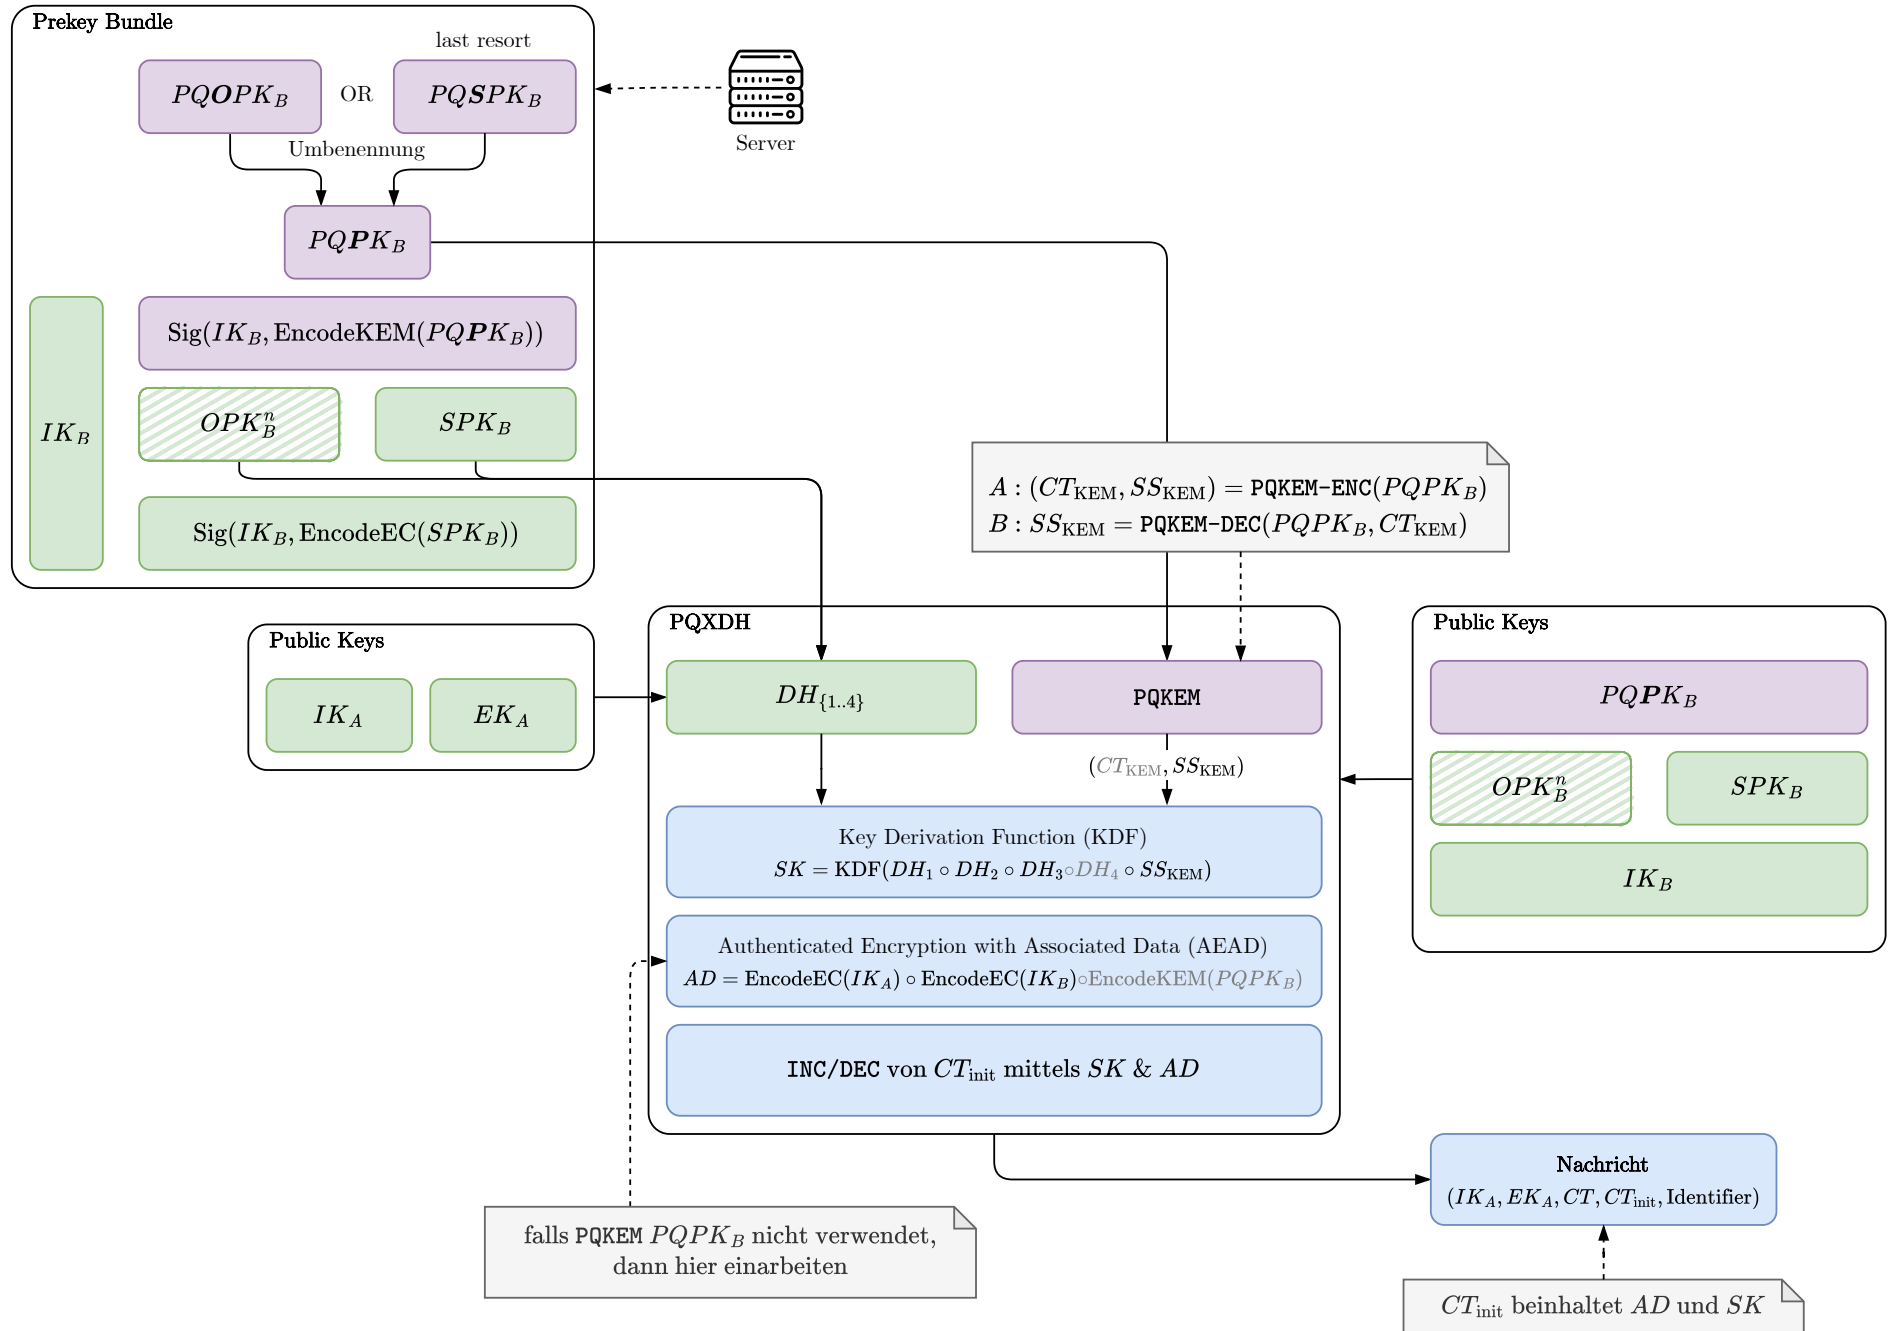 Prekey Bundle
last resort
PQOPK_B
OR
PQSPK_B
Umbenennung
PQPK_B
Sig(IK_B, EncodeKEM(PQPK_B))
IK_B
OPK_B^n
SPK_B
Sig(IK_B, EncodeEC(SPK_B))
Server
A : (CT_KEM, SS_KEM) = PQKEM-ENC(PQPK_B)
B : SS_KEM = PQKEM-DEC(PQPK_B, CT_KEM)
Public Keys
IK_A
EK_A
PQXDH
DH_{1..4}
PQKEM
(CT_KEM, SS_KEM)
Key Derivation Function (KDF)
SK = KDF(DH_1 ∘ DH_2 ∘ DH_3 ∘ DH_4 ∘ SS_KEM)
Authenticated Encryption with Associated Data (AEAD)
AD = EncodeEC(IK_A) ∘ EncodeEC(IK_B) ∘ EncodeKEM(PQPK_B)
INC/DEC von CT_init mittels SK & AD
Public Keys
PQPK_B
OPK_B^n
SPK_B
IK_B
Nachricht
(IK_A, EK_A, CT, CT_init, Identifier)
falls PQKEM PQPK_B nicht verwendet,
dann hier einarbeiten
CT_init beinhaltet AD und SK